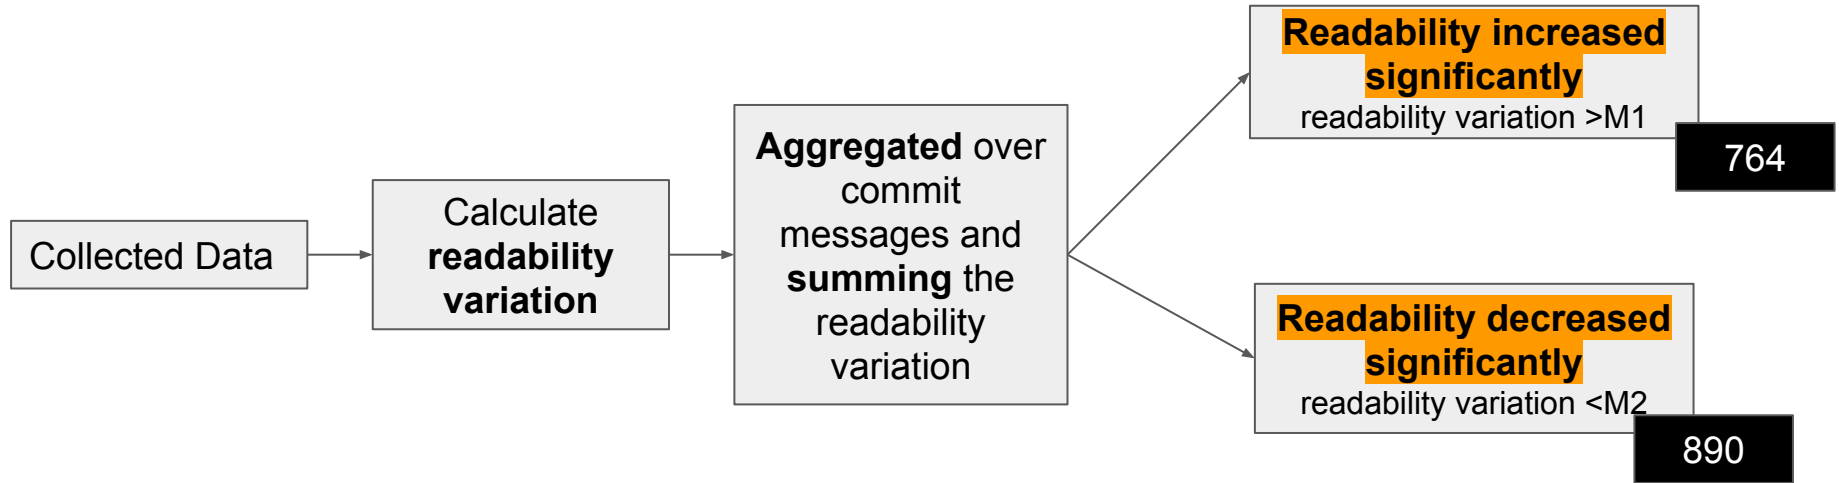 Collected Data
Calculate
readability
variation
Aggregated over
commit
messages and
summing the
readability
variation
Readability increased
significantly
readability variation >M1
764
Readability decreased
significantly
readability variation <M2
890